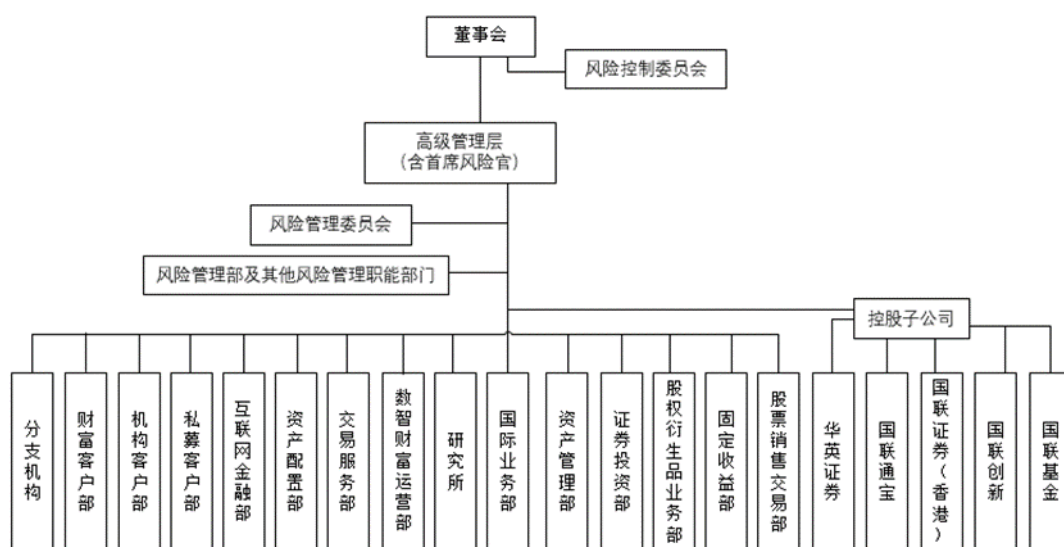 董事会
风险控制委员会
高级管理层
(含首席风险官)
风险管理委员会
风险管理部及其他风险管理职能部门
控股子公司
分支机构
财富客户部
机构客户部
私募客户部
互联网金融部
资产配置部
交易服务部
数智财富运营部
研究所
国际业务部
资产管理部
证券投资部
股权衍生品业务部
固定收益部
股票销售交易部
华英证券
国联通宝
国联证券(香港)
国联创新
国联基金